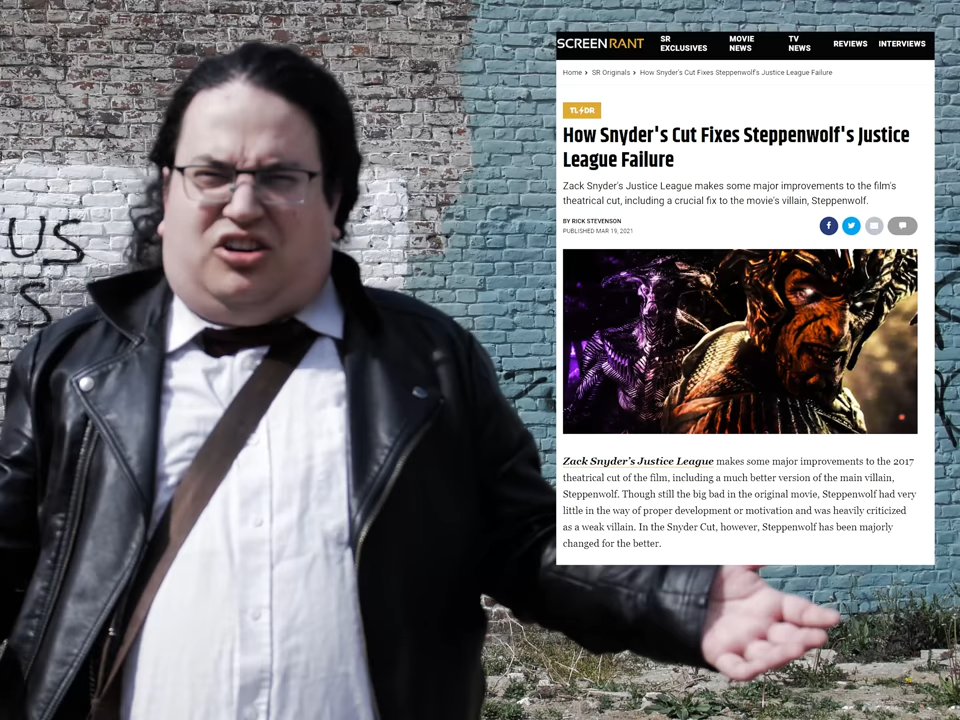 US
S
SCREENRANT
SR EXCLUSIVES
MOVIE NEWS
TV NEWS
REVIEWS
INTERVIEWS
Home › SR Originals › How Snyder's Cut Fixes Steppenwolf's Justice League Failure
TL DR
How Snyder's Cut Fixes Steppenwolf's Justice
League Failure
Zack Snyder's Justice League makes some major improvements to the film's
theatrical cut, including a crucial fix to the movie's villain, Steppenwolf.
BY RICK STEVENSON
PUBLISHED MAR 19, 2021
Zack Snyder's Justice League makes some major improvements to the 2017
theatrical cut of the film, including a much better version of the main villain,
Steppenwolf. Though still the big bad in the original movie, Steppenwolf had very
little in the way of proper development or motivation and was heavily criticized
as a weak villain. In the Snyder Cut, however, Steppenwolf has been majorly
changed for the better.